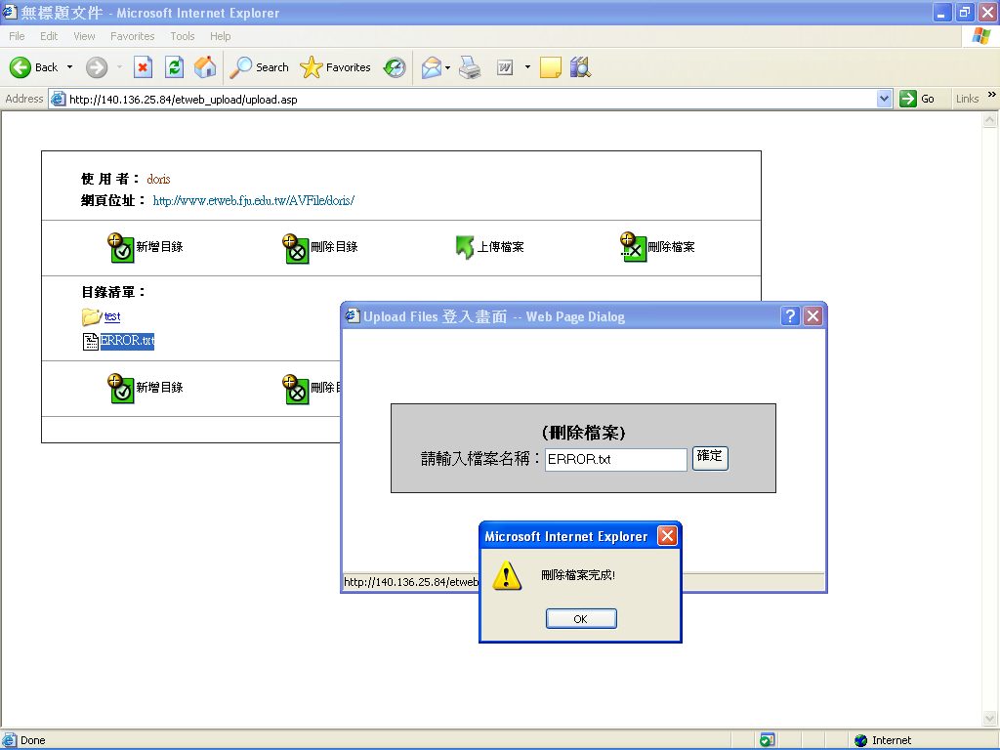 無標題文件 - Microsoft Internet Explorer
File Edit View Favorites Tools Help
Back Search Favorites
Address http://140.136.25.84/etweb_upload/upload.asp Go Links »
使 用 者： doris
網頁位址： http://www.etweb.fju.edu.tw/AVFile/doris/
新增目錄 刪除目錄 上傳檔案 刪除檔案
目錄清單：
test
ERROR.txt
新增目錄 刪除
Upload Files 登入畫面 -- Web Page Dialog
(刪除檔案)
請輸入檔案名稱： ERROR.txt 確定
http://140.136.25.84/etweb
Microsoft Internet Explorer
刪除檔案完成!
OK
Done Internet